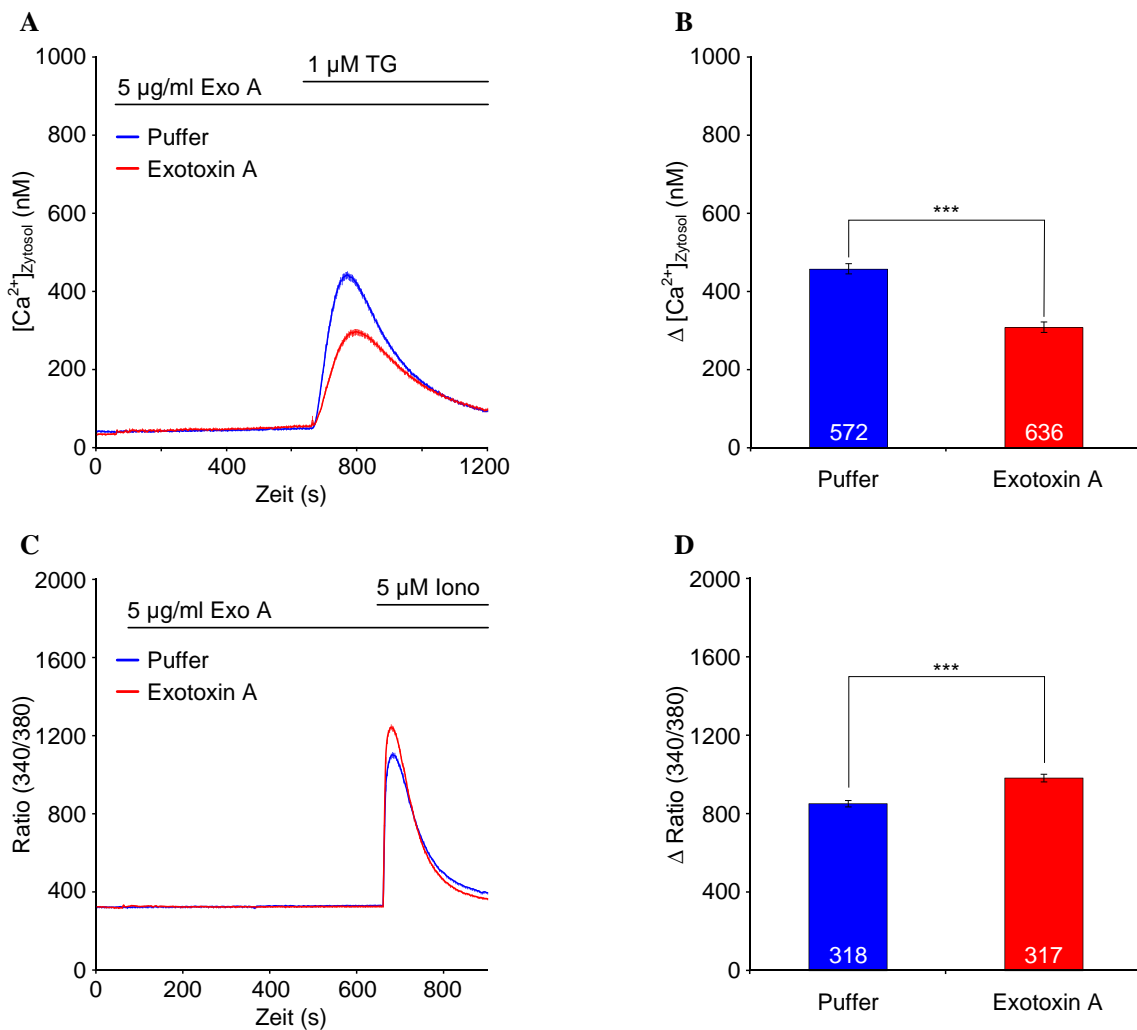 A
1 µM TG
5 µg/ml Exo A
Puffer
Exotoxin A
[Ca²⁺]Zytosol (nM)
1000
800
600
400
200
0
0 400 800 1200
Zeit (s)
B
Δ [Ca²⁺]Zytosol (nM)
1000
800
600
400
200
0
***
572 636
Puffer Exotoxin A
C
5 µM Iono
5 µg/ml Exo A
Puffer
Exotoxin A
Ratio (340/380)
2000
1600
1200
800
400
0
0 200 400 600 800
Zeit (s)
D
Δ Ratio (340/380)
2000
1600
1200
800
400
0
***
318 317
Puffer Exotoxin A